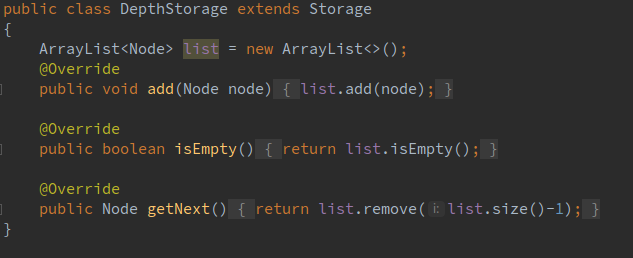 public class DepthStorage extends Storage
{
    ArrayList<Node> list = new ArrayList<>();
    @Override
    public void add(Node node) { list.add(node); }

    @Override
    public boolean isEmpty() { return list.isEmpty(); }

    @Override
    public Node getNext() { return list.remove( i: list.size()-1); }
}